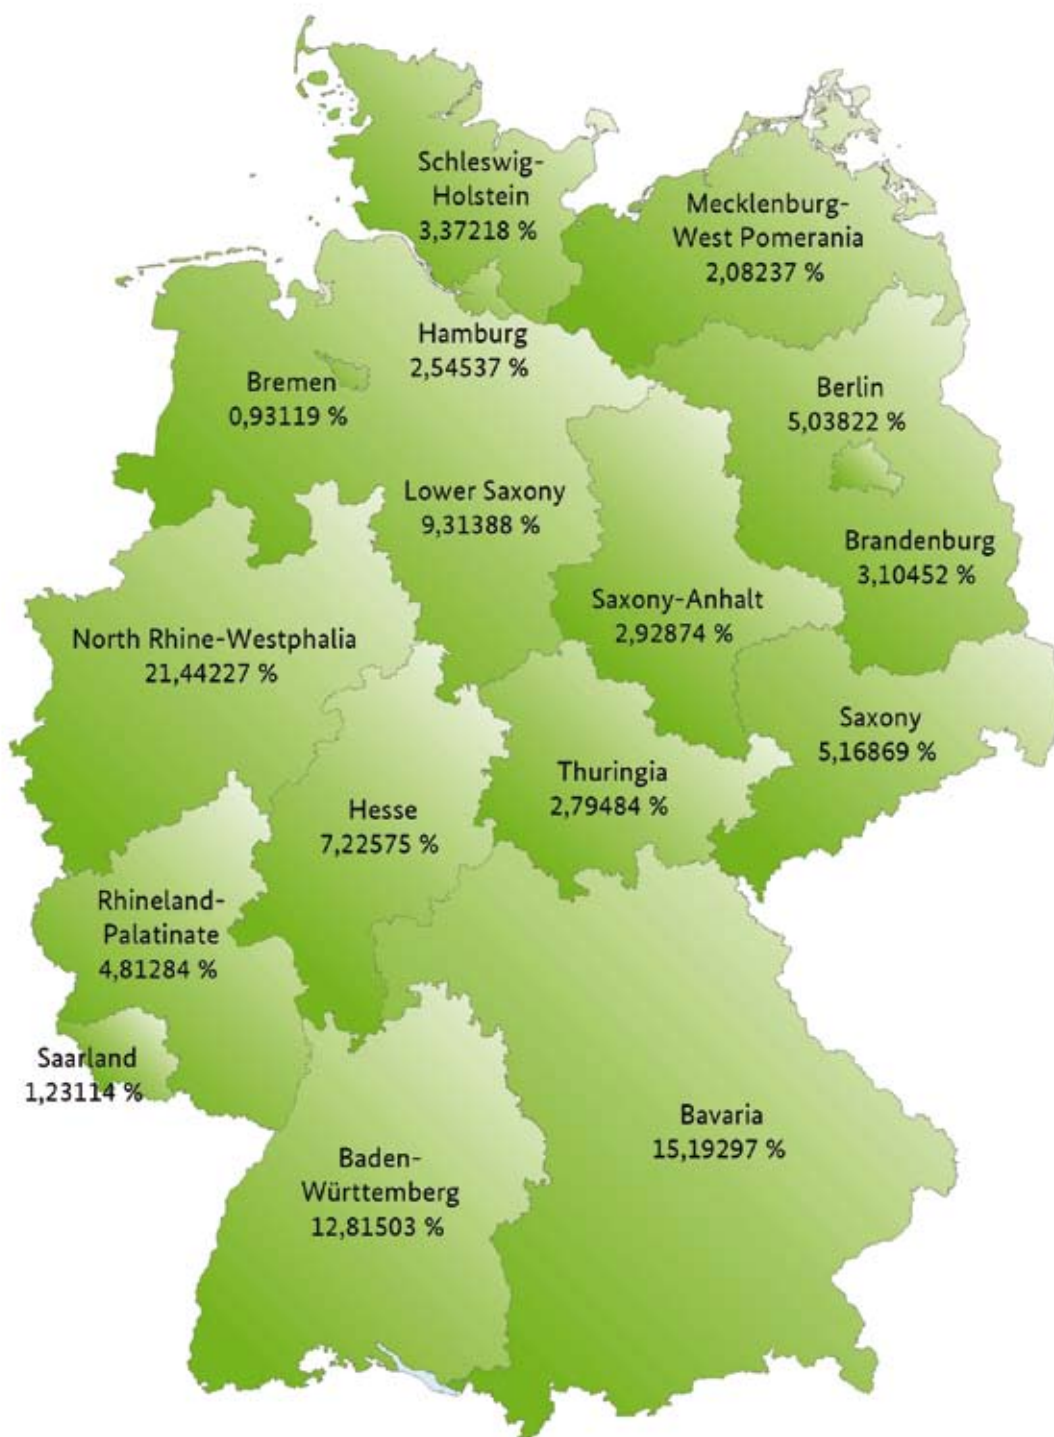 Schleswig-
Holstein
3,37218 %
Mecklenburg-
West Pomerania
2,08237 %
Hamburg
2,54537 %
Bremen
0,93119 %
Berlin
5,03822 %
Lower Saxony
9,31388 %
Brandenburg
3,10452 %
Saxony-Anhalt
2,92874 %
North Rhine-Westphalia
21,44227 %
Saxony
5,16869 %
Thuringia
2,79484 %
Hesse
7,22575 %
Rhineland-
Palatinate
4,81284 %
Saarland
1,23114 %
Bavaria
15,19297 %
Baden-
Württemberg
12,81503 %